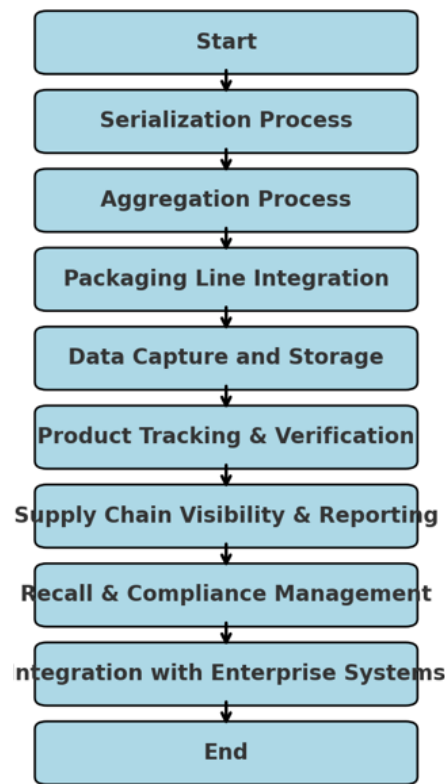 Start
Serialization Process
Aggregation Process
Packaging Line Integration
Data Capture and Storage
Product Tracking & Verification
Supply Chain Visibility & Reporting
Recall & Compliance Management
Integration with Enterprise Systems
End